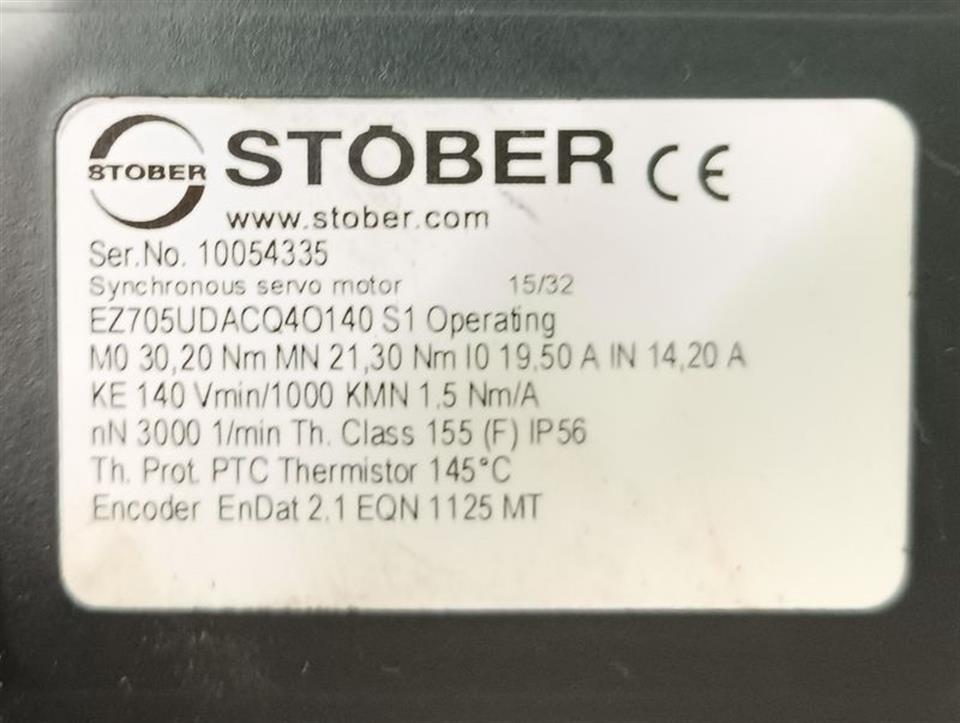 STÖBER
STÖBER CE
www.stober.com
Ser.No. 10054335
Synchronous servo motor 15/32
EZ705UDACQ4O140 S1 Operating
M0 30,20 Nm MN 21,30 Nm I0 19,50 A IN 14,20 A
KE 140 Vmin/1000 KMN 1,5 Nm/A
nN 3000 1/min Th. Class 155 (F) IP56
Th. Prot. PTC Thermistor 145°C
Encoder EnDat 2.1 EQN 1125 MT